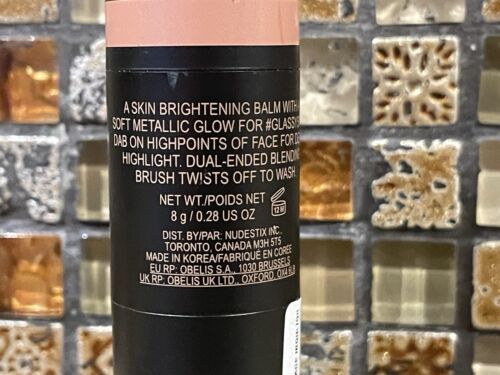 A SKIN BRIGHTENING BALM WITH
SOFT METALLIC GLOW FOR
DAB ON HIGHPOINTS OF FACE FOR
HIGHLIGHT. DUAL-ENDED BLENDING
BRUSH TWISTS OFF TO WASH.
NET WT./POIDS NET
8 g / 0.28 US OZ
12 M
DIST. BY/PAR: NUDESTIX INC.
TORONTO, CANADA M3H 5T5
MADE IN KOREA/FABRIQUÉ EN CORÉE
EU RP: OBELIS S.A., 1030 BRUSSELS
UK RP: OBELIS UK LTD., OXFORD, OX4 6LB